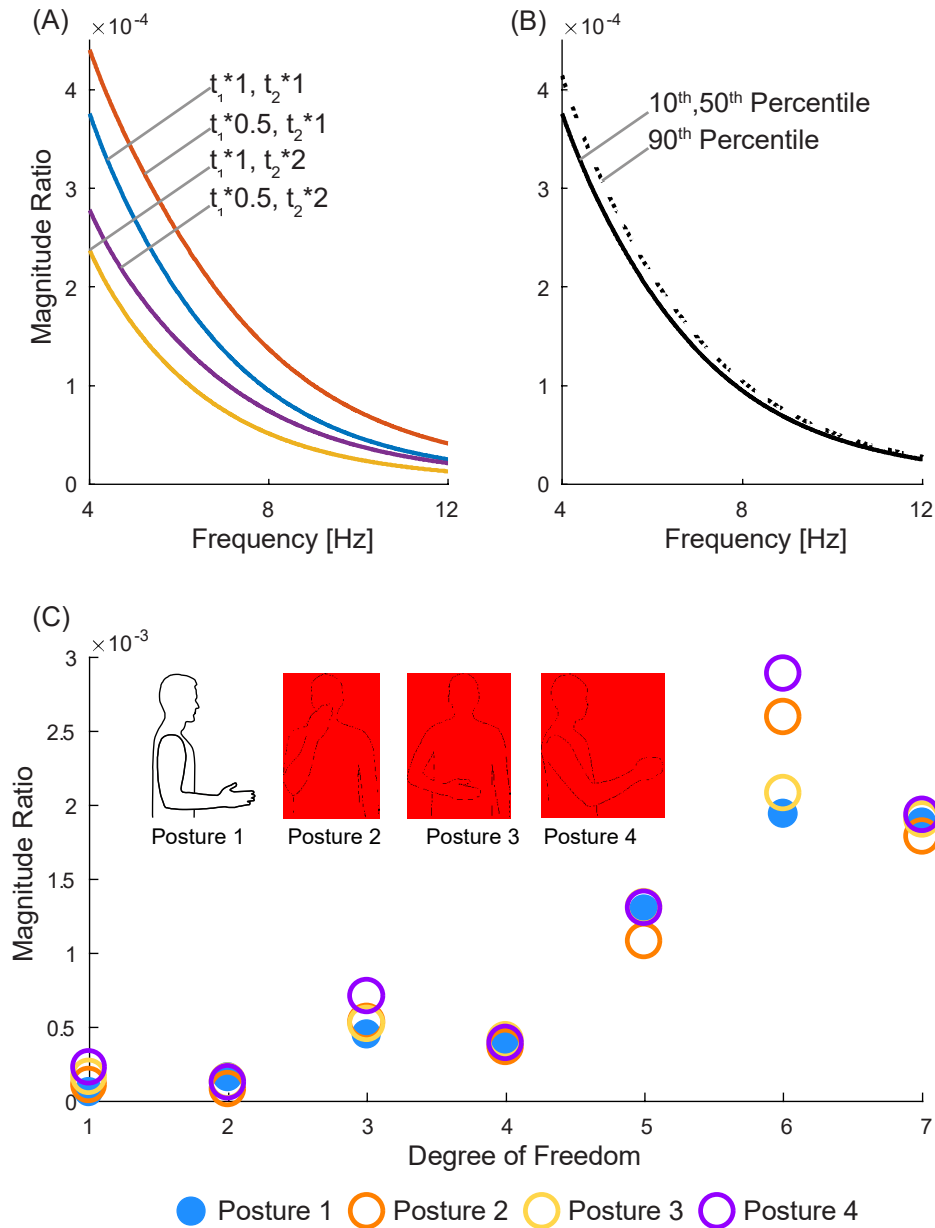 (A)
×10⁻⁴
Magnitude Ratio
4
3
2
1
0
t₁*1, t₂*1
t₁*0.5, t₂*1
t₁*1, t₂*2
t₁*0.5, t₂*2
4 8 12
Frequency [Hz]
(B)
×10⁻⁴
4
3
2
1
0
10th,50th Percentile
90th Percentile
4 8 12
Frequency [Hz]
(C)
×10⁻³
Magnitude Ratio
3
2.5
2
1.5
1
0.5
0
Posture 1 Posture 2 Posture 3 Posture 4
1 2 3 4 5 6 7
Degree of Freedom
Posture 1 Posture 2 Posture 3 Posture 4